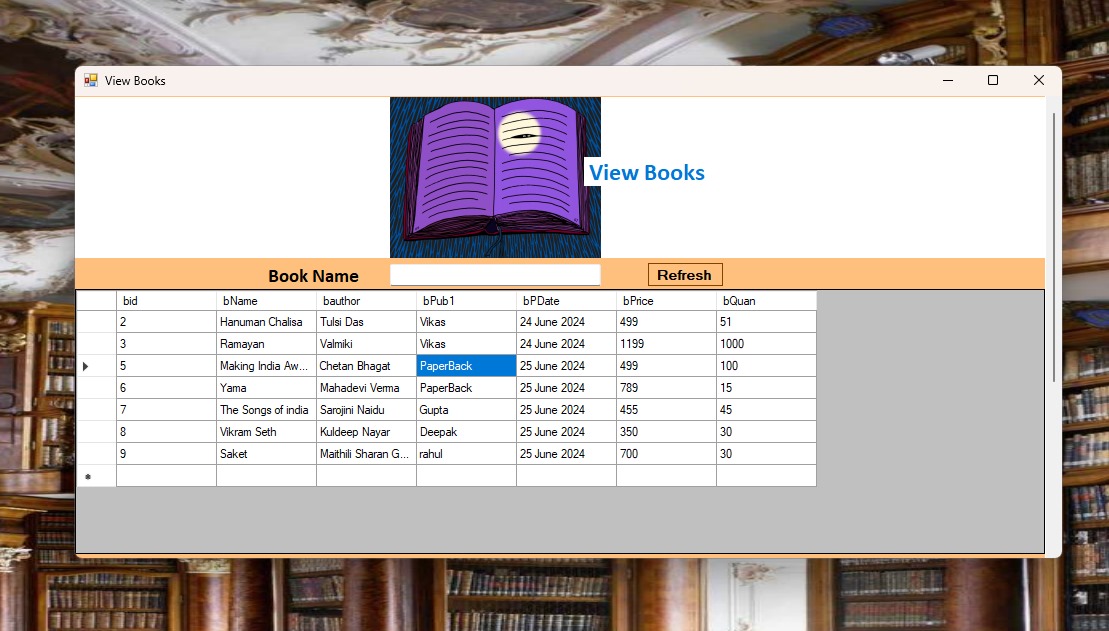 View Books
View Books
Book Name Refresh
bid bName bauthor bPub1 bPDate bPrice bQuan
2 Hanuman Chalisa Tulsi Das Vikas 24 June 2024 499 51
3 Ramayan Valmiki Vikas 24 June 2024 1199 1000
5 Making India Aw... Chetan Bhagat PaperBack 25 June 2024 499 100
6 Yama Mahadevi Verma PaperBack 25 June 2024 789 15
7 The Songs of india Sarojini Naidu Gupta 25 June 2024 455 45
8 Vikram Seth Kuldeep Nayar Deepak 25 June 2024 350 30
9 Saket Maithili Sharan G... rahul 25 June 2024 700 30